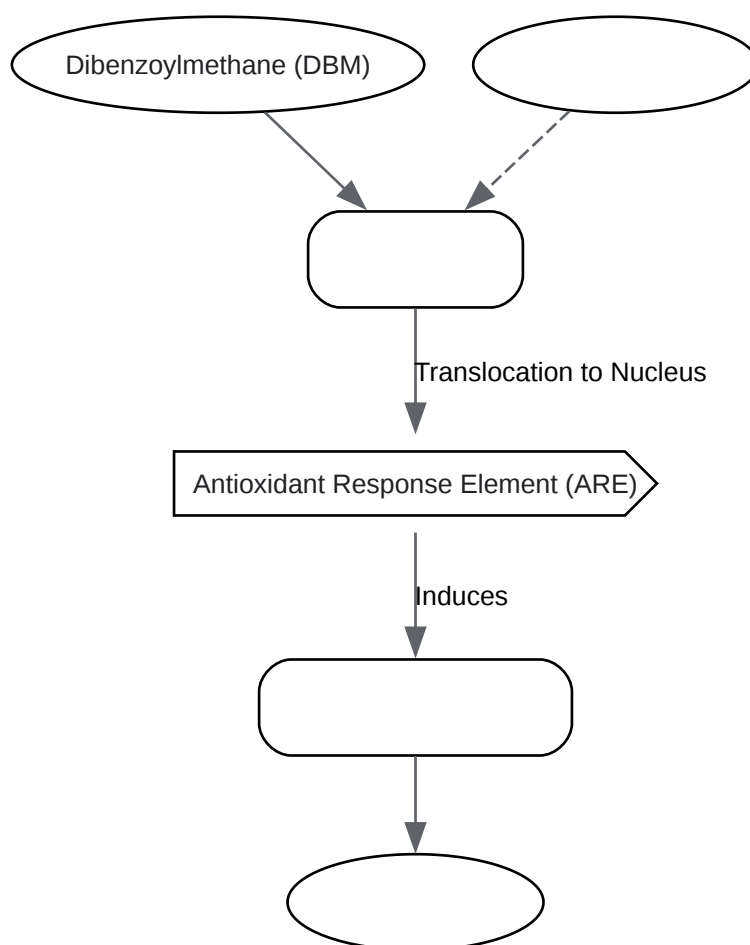 Dibenzoylmethane (DBM)
Translocation to Nucleus
Antioxidant Response Element (ARE)
Induces